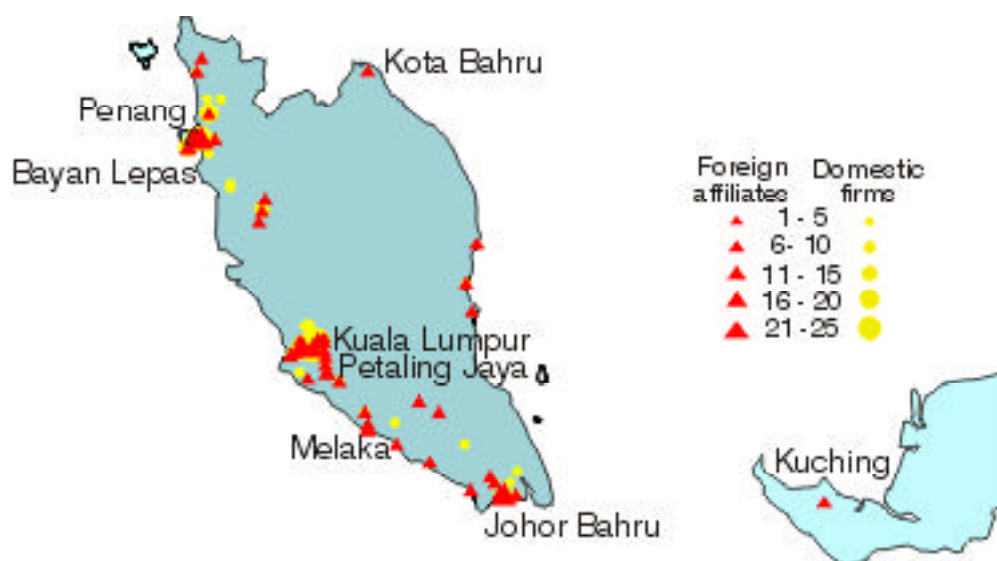 Kota Bahru
Penang
Bayan Lepas
Foreign affiliates
Domestic firms
1 - 5
6- 10
11 - 15
16 - 20
21 - 25
Kuala Lumpur
Petaling Jaya
Melaka
Kuching
Johor Bahru